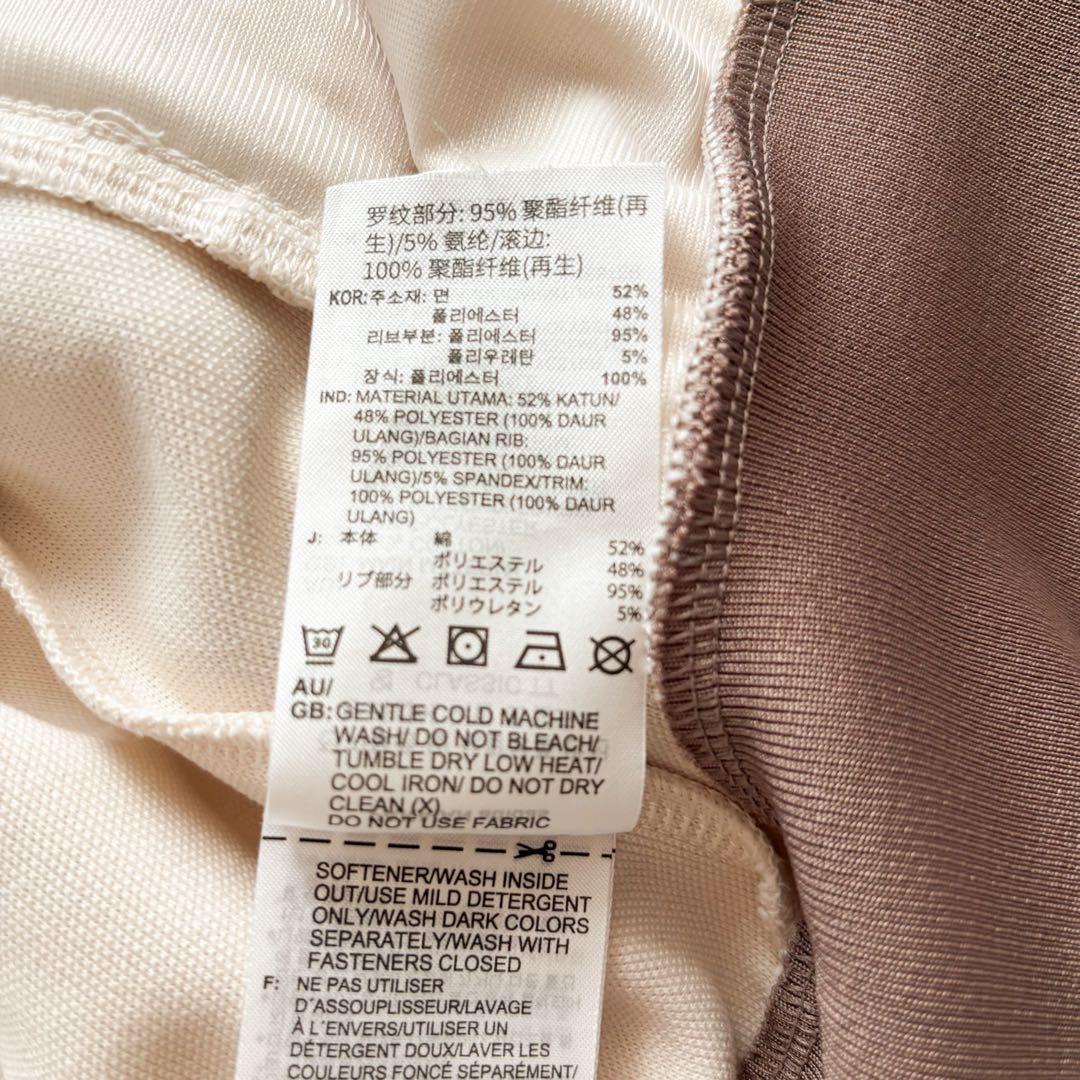 罗纹部分: 95% 聚酯纤维(再
生)/5% 氨纶/滚边:
100% 聚酯纤维(再生)
KOR:주소재: 면 52%
폴리에스터 48%
리브부분: 폴리에스터 95%
폴리우레탄 5%
장식: 폴리에스터 100%
IND: MATERIAL UTAMA: 52% KATUN/
48% POLYESTER (100% DAUR
ULANG)/BAGIAN RIB:
95% POLYESTER (100% DAUR
ULANG)/5% SPANDEX/TRIM:
100% POLYESTER (100% DAUR
ULANG)
J: 本体 綿 52%
ポリエステル 48%
リブ部分 ポリエステル 95%
ポリウレタン 5%
30
AU/
GB: GENTLE COLD MACHINE
WASH/ DO NOT BLEACH/
TUMBLE DRY LOW HEAT/
COOL IRON/ DO NOT DRY
CLEAN (X)
DO NOT USE FABRIC
SOFTENER/WASH INSIDE
OUT/USE MILD DETERGENT
ONLY/WASH DARK COLORS
SEPARATELY/WASH WITH
FASTENERS CLOSED
F: NE PAS UTILISER
D'ASSOUPLISSEUR/LAVAGE
À L'ENVERS/UTILISER UN
DÉTERGENT DOUX/LAVER LES
COULEURS FONCÉ SÉPARÉMENT/